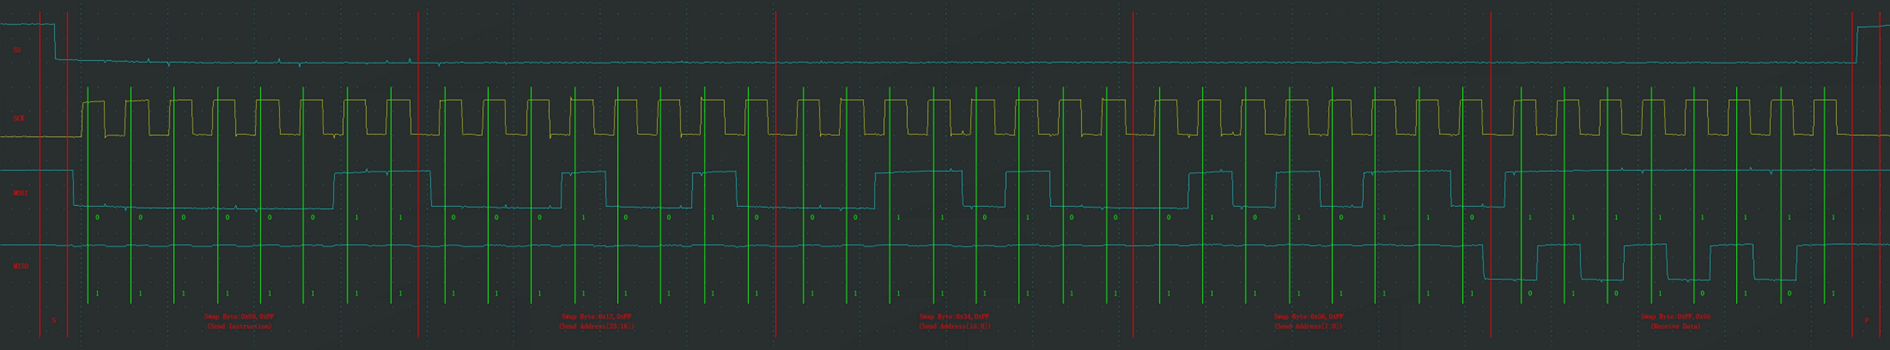 SS
SCK
MOSI
0 0 0 0 0 0 1 1 0 0 0 1 0 0 1 0 0 0 1 1 0 1 0 0 0 1 0 1 0 1 1 0 1 1 1 1 1 1 1 1
MISO
1 1 1 1 1 1 1 1 1 1 1 1 1 1 1 1 1 1 1 1 1 1 1 1 1 1 1 1 1 1 1 1 0 1 0 1 0 1 0 1
S
Swap Byte:0x03,0xFF
(Send Instruction)
Swap Byte:0x12,0xFF
(Send Address[23:16])
Swap Byte:0x34,0xFF
(Send Address[15:8])
Swap Byte:0x56,0xFF
(Send Address[7:0])
Swap Byte:0xFF,0x55
(Receive Data)
P